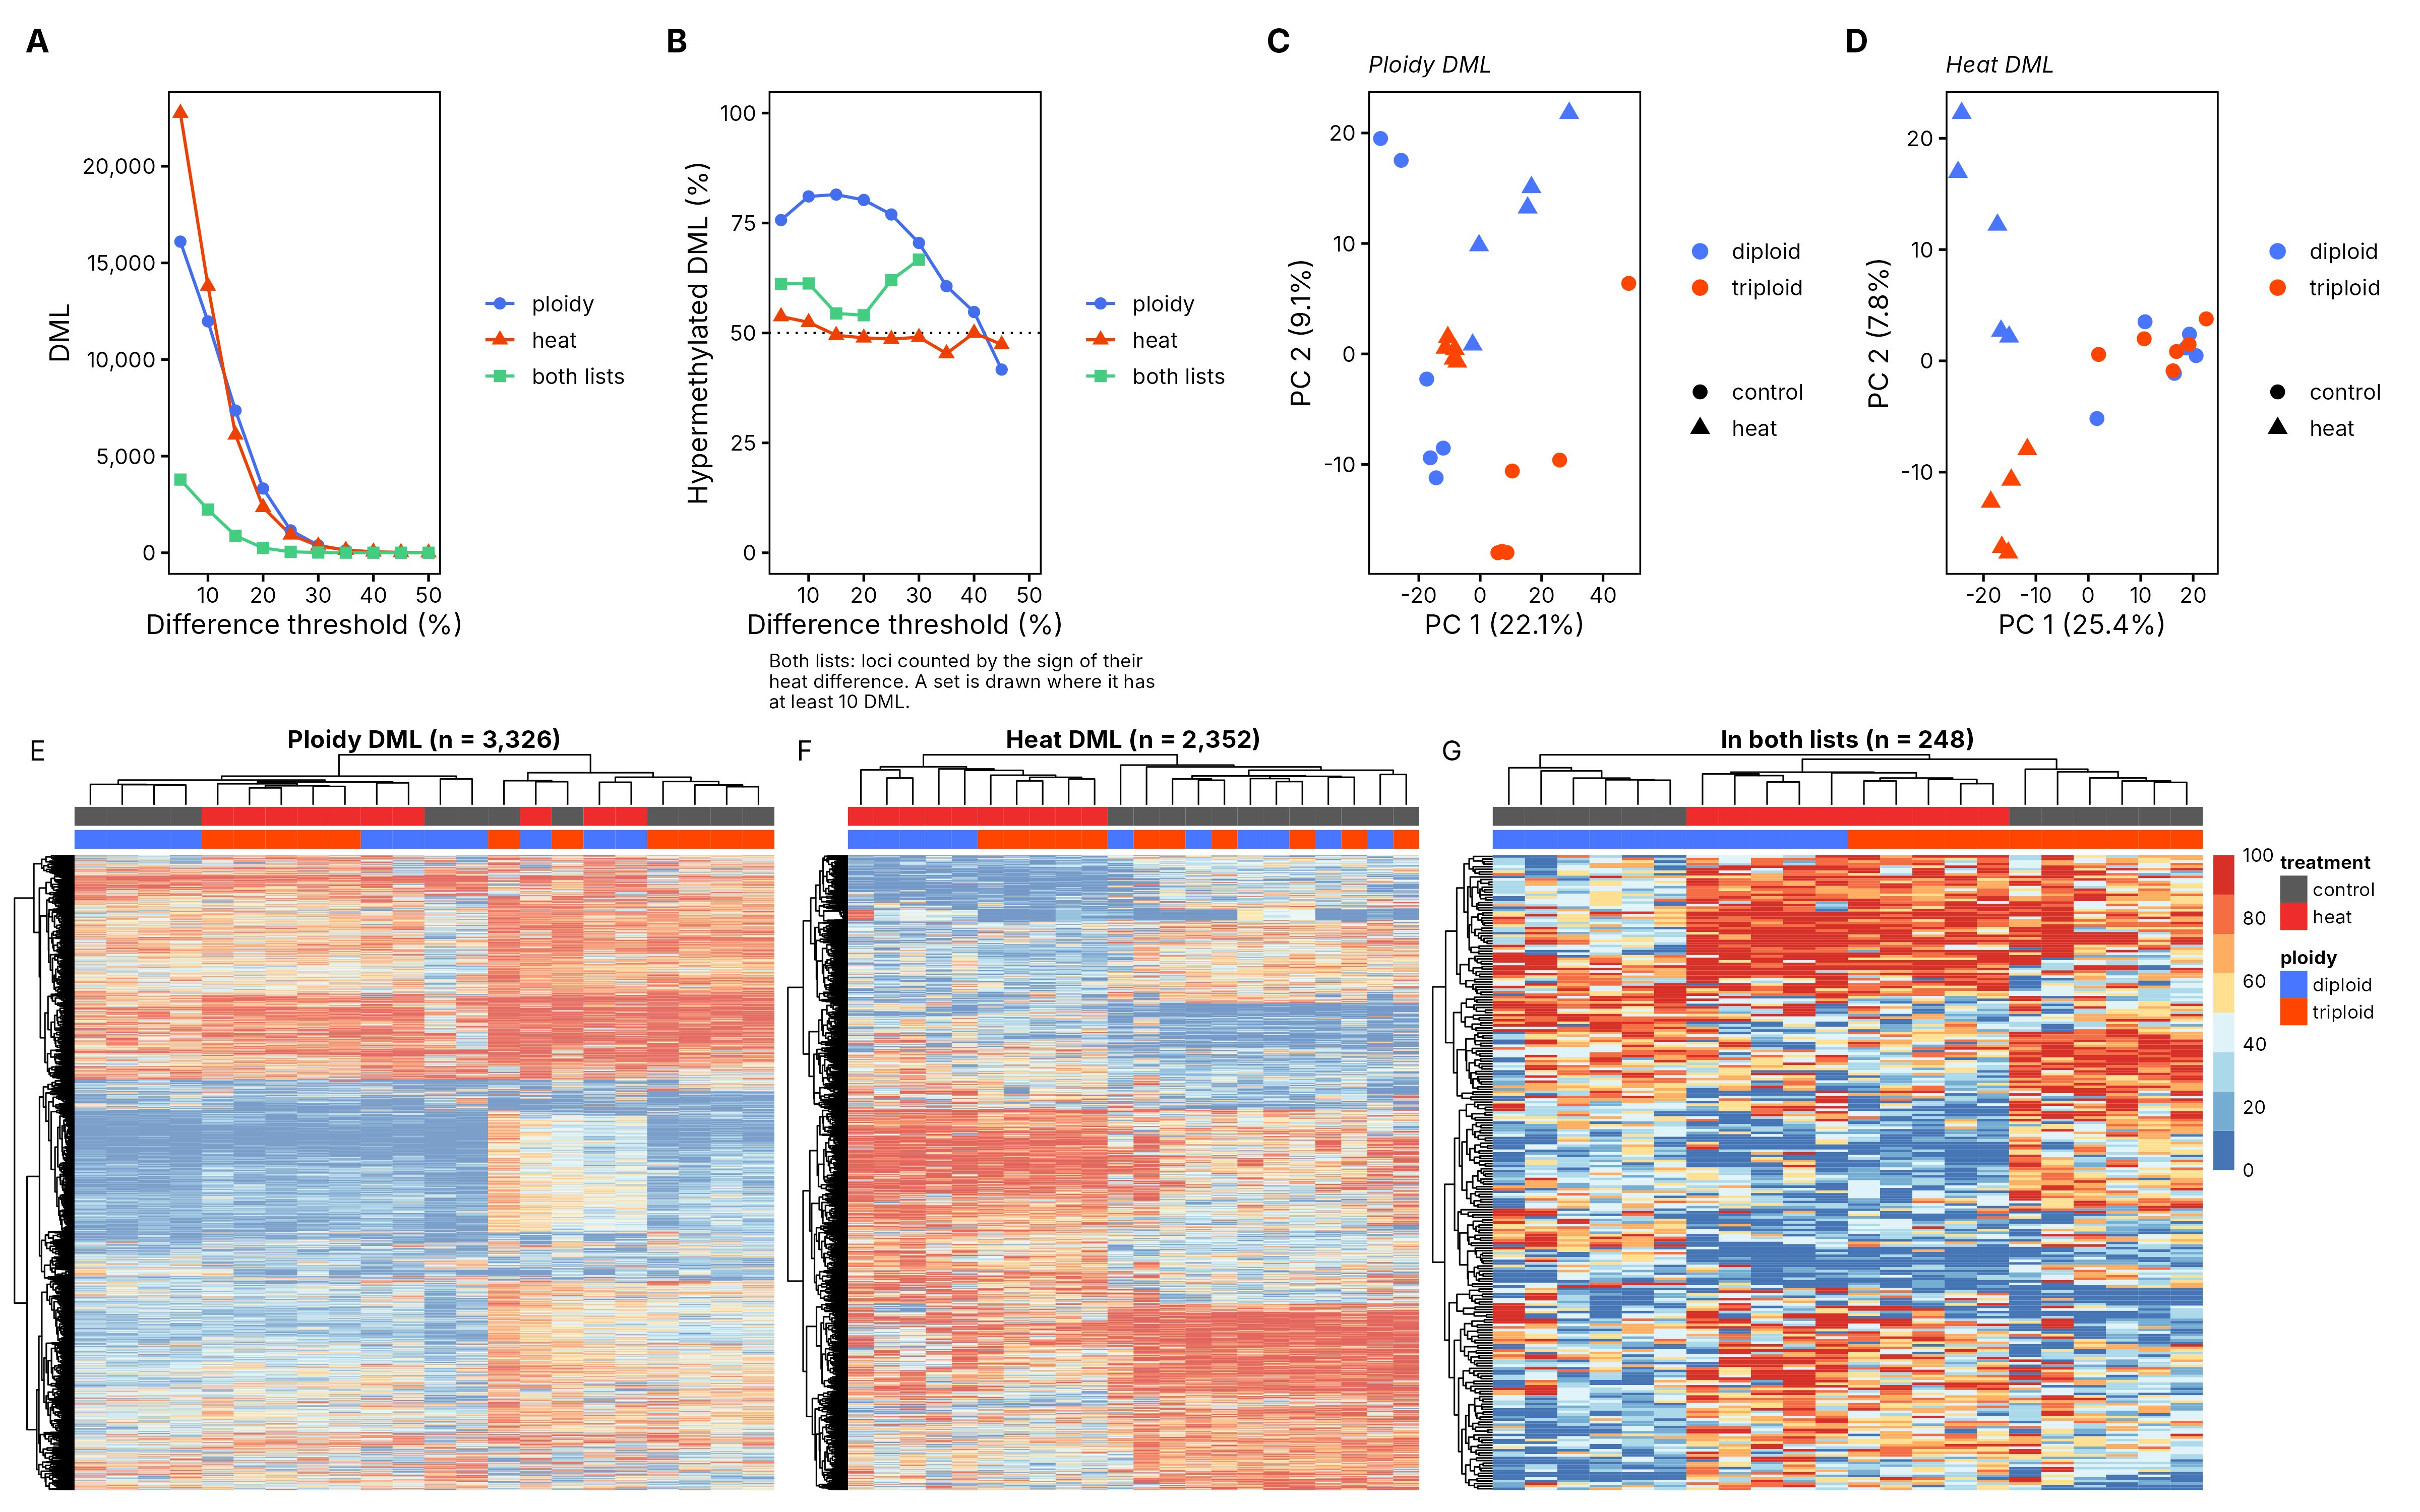 A
B
C
D
Ploidy DML
Heat DML
DML
20,000
15,000
10,000
5,000
0
10 20 30 40 50
Difference threshold (%)
ploidy
heat
both lists
Hypermethylated DML (%)
100
75
50
25
0
10 20 30 40 50
Difference threshold (%)
ploidy
heat
both lists
Both lists: loci counted by the sign of their
heat difference. A set is drawn where it has
at least 10 DML.
PC 2 (9.1%)
20
10
0
-10
-20 0 20 40
PC 1 (22.1%)
diploid
triploid
control
heat
PC 2 (7.8%)
20
10
0
-10
-20 -10 0 10 20
PC 1 (25.4%)
diploid
triploid
control
heat
E
Ploidy DML (n = 3,326)
F
Heat DML (n = 2,352)
G
In both lists (n = 248)
100
80
60
40
20
0
treatment
control
heat
ploidy
diploid
triploid